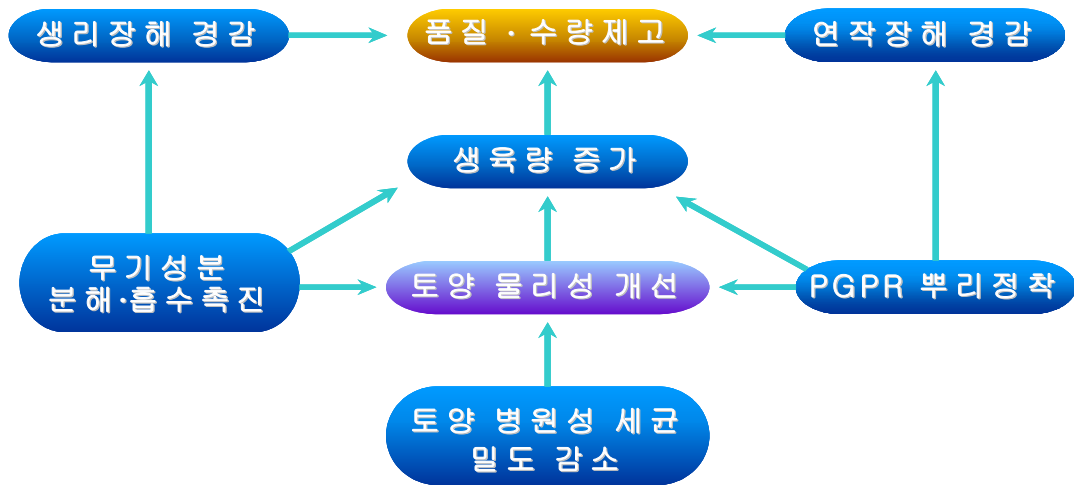 생리장해 경감
품질 · 수량제고
연작장해 경감
생육량 증가
무기성분
분해·흡수촉진
토양 물리성 개선
PGPR 뿌리정착
토양 병원성 세균
밀도 감소